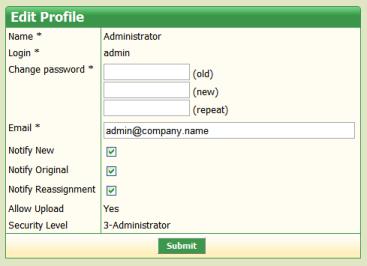 Edit Profile
Name * Administrator
Login * admin
Change password * (old)
(new)
(repeat)
Email * admin@company.name
Notify New
Notify Original
Notify Reassignment
Allow Upload Yes
Security Level 3-Administrator
Submit